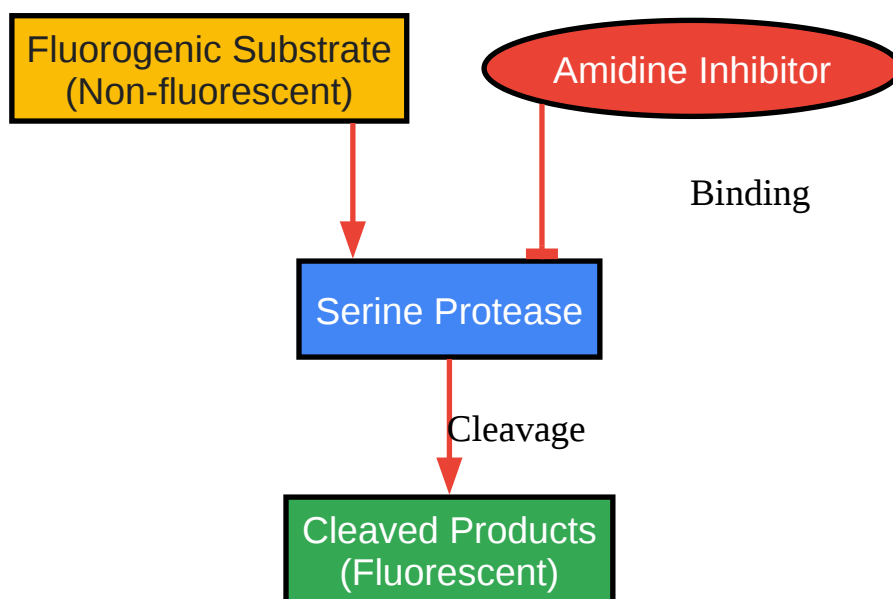 Fluorogenic Substrate
(Non-fluorescent)
Amidine Inhibitor
Binding
Serine Protease
Cleavage
Cleaved Products
(Fluorescent)